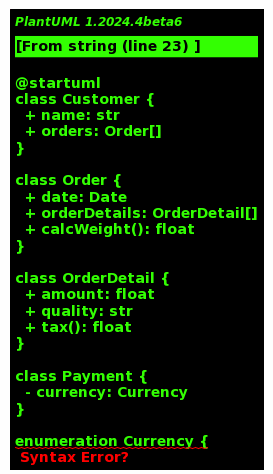 PlantUML 1.2024.4beta6
[From string (line 23) ]
@startuml
class Customer {
+ name: str
+ orders: Order[]
}
class Order {
+ date: Date
+ orderDetails: OrderDetail[]
+ calcWeight(): float
}
class OrderDetail {
+ amount: float
+ quality: str
+ tax(): float
}
class Payment {
- currency: Currency
}
enumeration Currency {
Syntax Error?